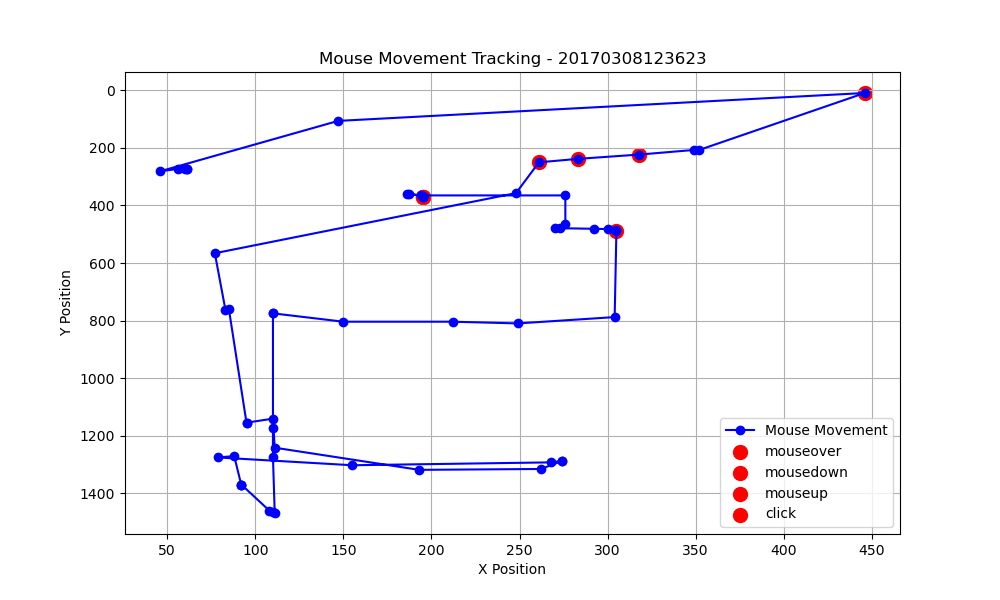 Mouse Movement Tracking - 20170308123623
0
200
400
600
800
1000
1200
1400
Y Position
50
100
150
200
250
300
350
400
450
X Position
Mouse Movement
mouseover
mousedown
mouseup
click